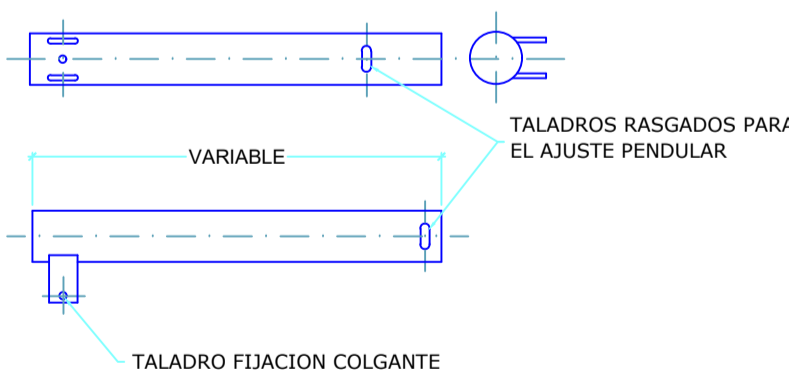 TALADROS RASGADOS PARA
EL AJUSTE PENDULAR
VARIABLE
TALADRO FIJACION COLGANTE